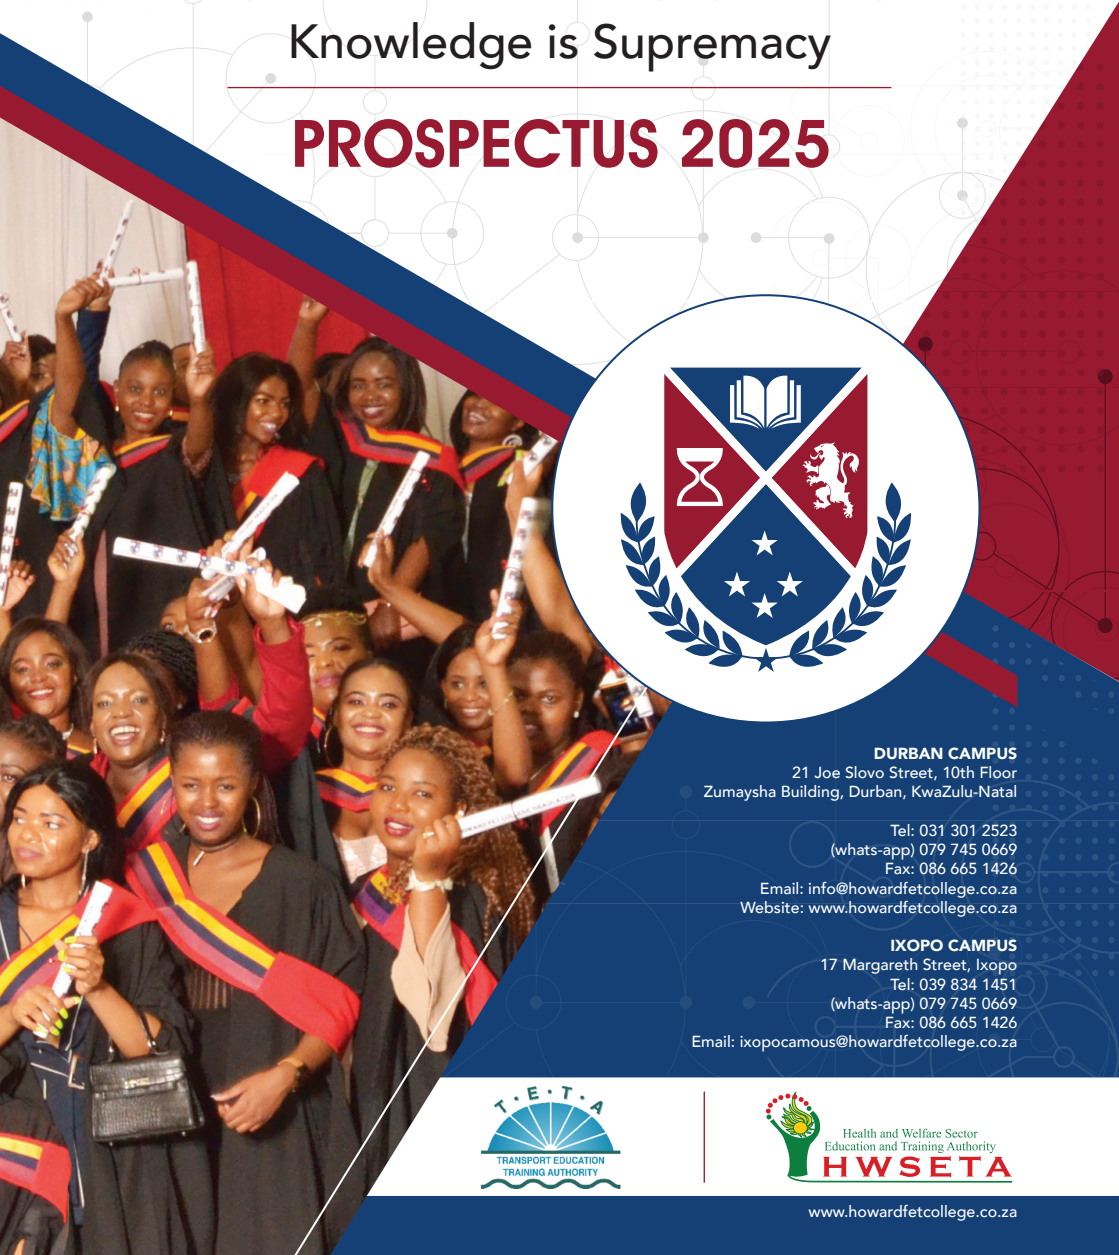 Knowledge is Supremacy
PROSPECTUS 2025
DURBAN CAMPUS
21 Joe Slovo Street, 10th Floor
Zumaysha Building, Durban, KwaZulu-Natal
Tel: 031 301 2523
(whats-app) 079 745 0669
Fax: 086 665 1426
Email: info@howardfetcollege.co.za
Website: www.howardfetcollege.co.za
IXOPO CAMPUS
17 Margareth Street, Ixopo
Tel: 039 834 1451
(whats-app) 079 745 0669
Fax: 086 665 1426
Email: ixopocamous@howardfetcollege.co.za
T·E·T·A
TRANSPORT EDUCATION
TRAINING AUTHORITY
Health and Welfare Sector
Education and Training Authority
HWSETA
www.howardfetcollege.co.za